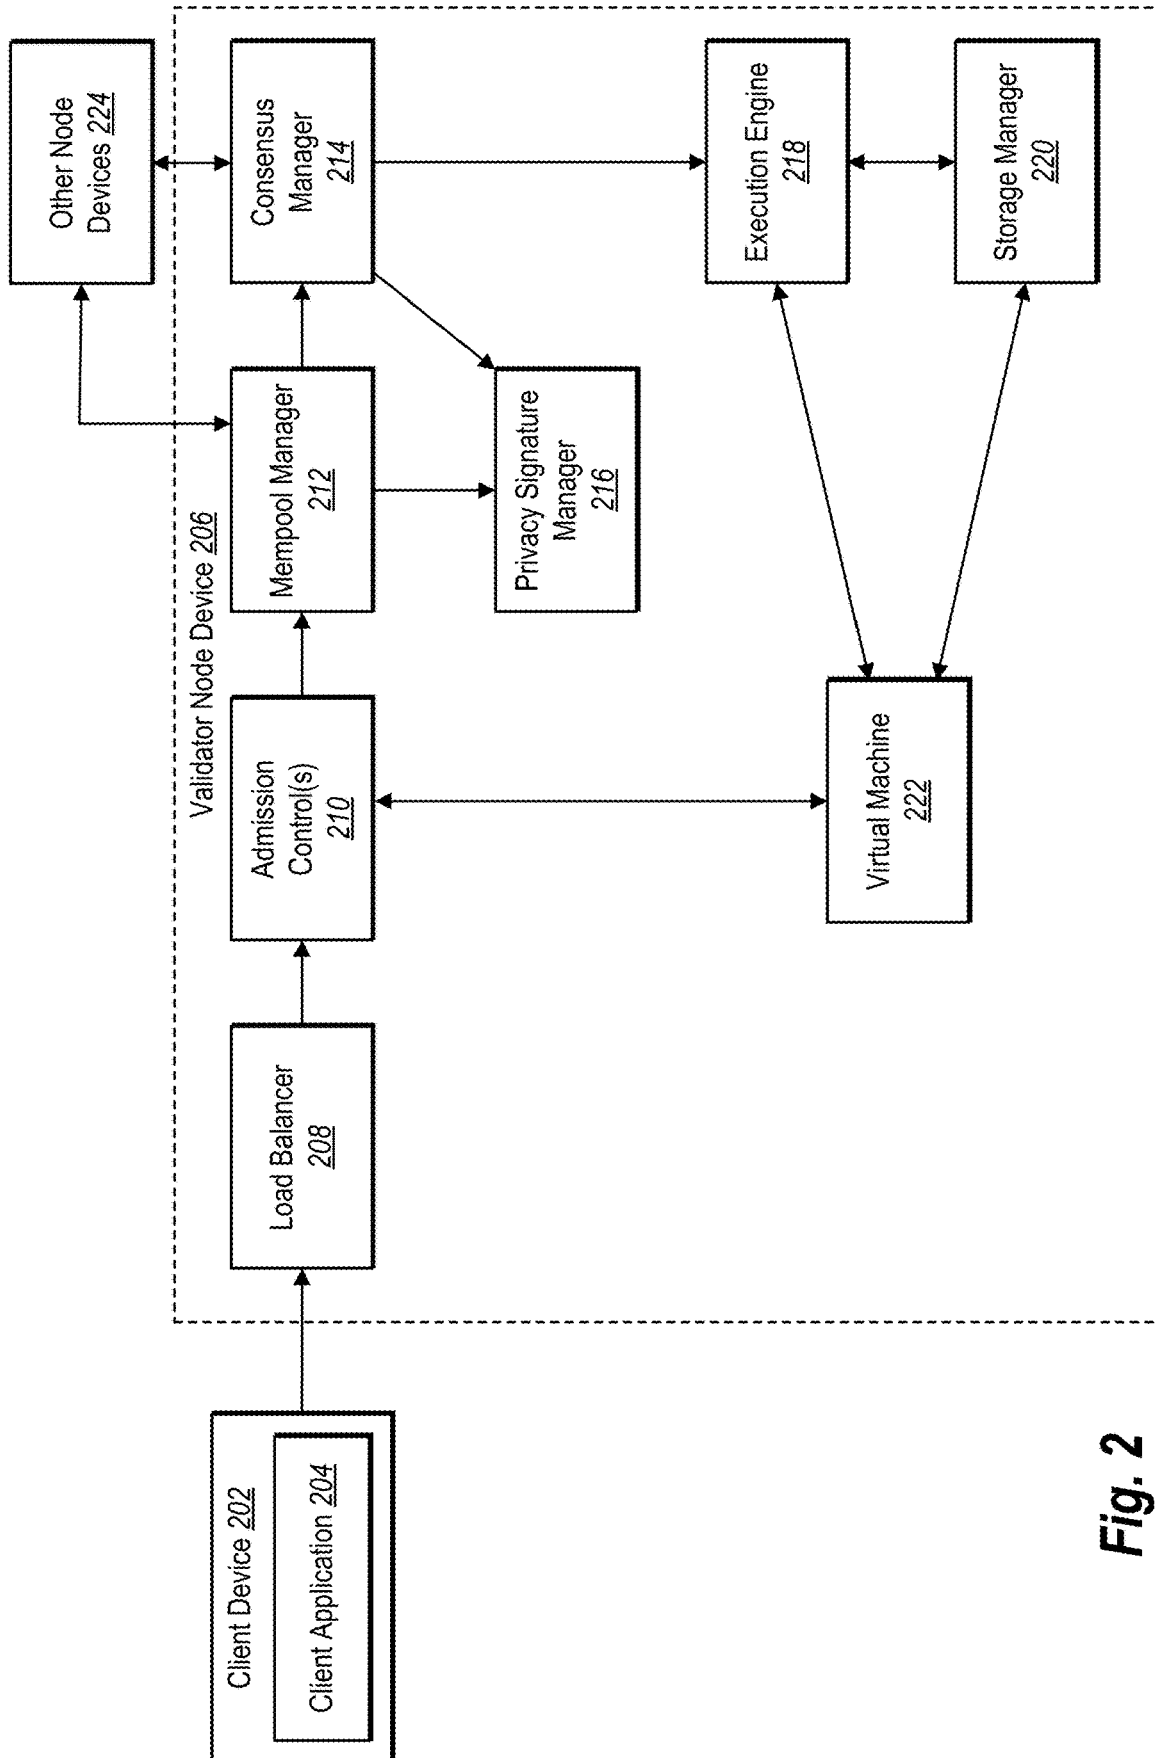 Client Device 202
Client Application 204
Validator Node Device 206
Load Balancer
208
Admission
Control(s)
210
Mempool Manager
212
Consensus
Manager
214
Other Node
Devices 224
Privacy Signature
Manager
216
Execution Engine
218
Storage Manager
220
Virtual Machine
222
Fig. 2